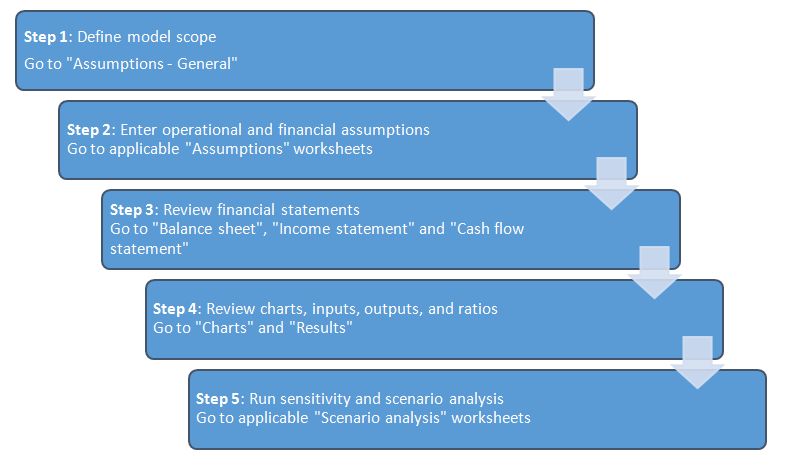 Step 1: Define model scope
Go to "Assumptions - General"
Step 2: Enter operational and financial assumptions
Go to applicable "Assumptions" worksheets
Step 3: Review financial statements
Go to "Balance sheet", "Income statement" and "Cash flow
statement"
Step 4: Review charts, inputs, outputs, and ratios
Go to "Charts" and "Results"
Step 5: Run sensitivity and scenario analysis
Go to applicable "Scenario analysis" worksheets